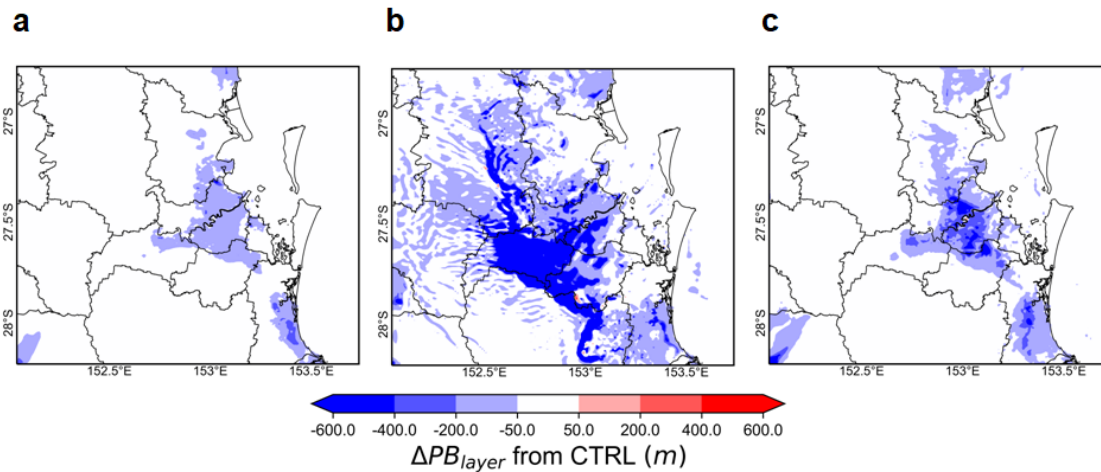 a b c
27°S 27°S 27°S
27.5°S 27.5°S 27.5°S
28°S 28°S 28°S
152.5°E 153°E 153.5°E 152.5°E 153°E 153.5°E 152.5°E 153°E 153.5°E
-600.0 -400.0 -200.0 -50.0 50.0 200.0 400.0 600.0
ΔPB_layer from CTRL (m)